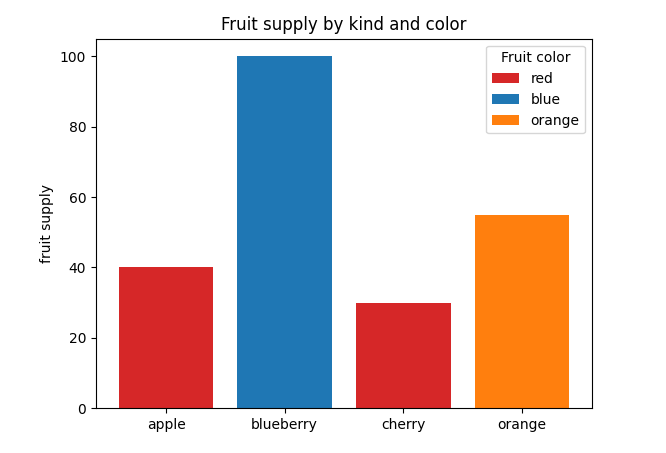 Fruit supply by kind and color
fruit supply
100
80
60
40
20
0
Fruit color
red
blue
orange
apple
blueberry
cherry
orange